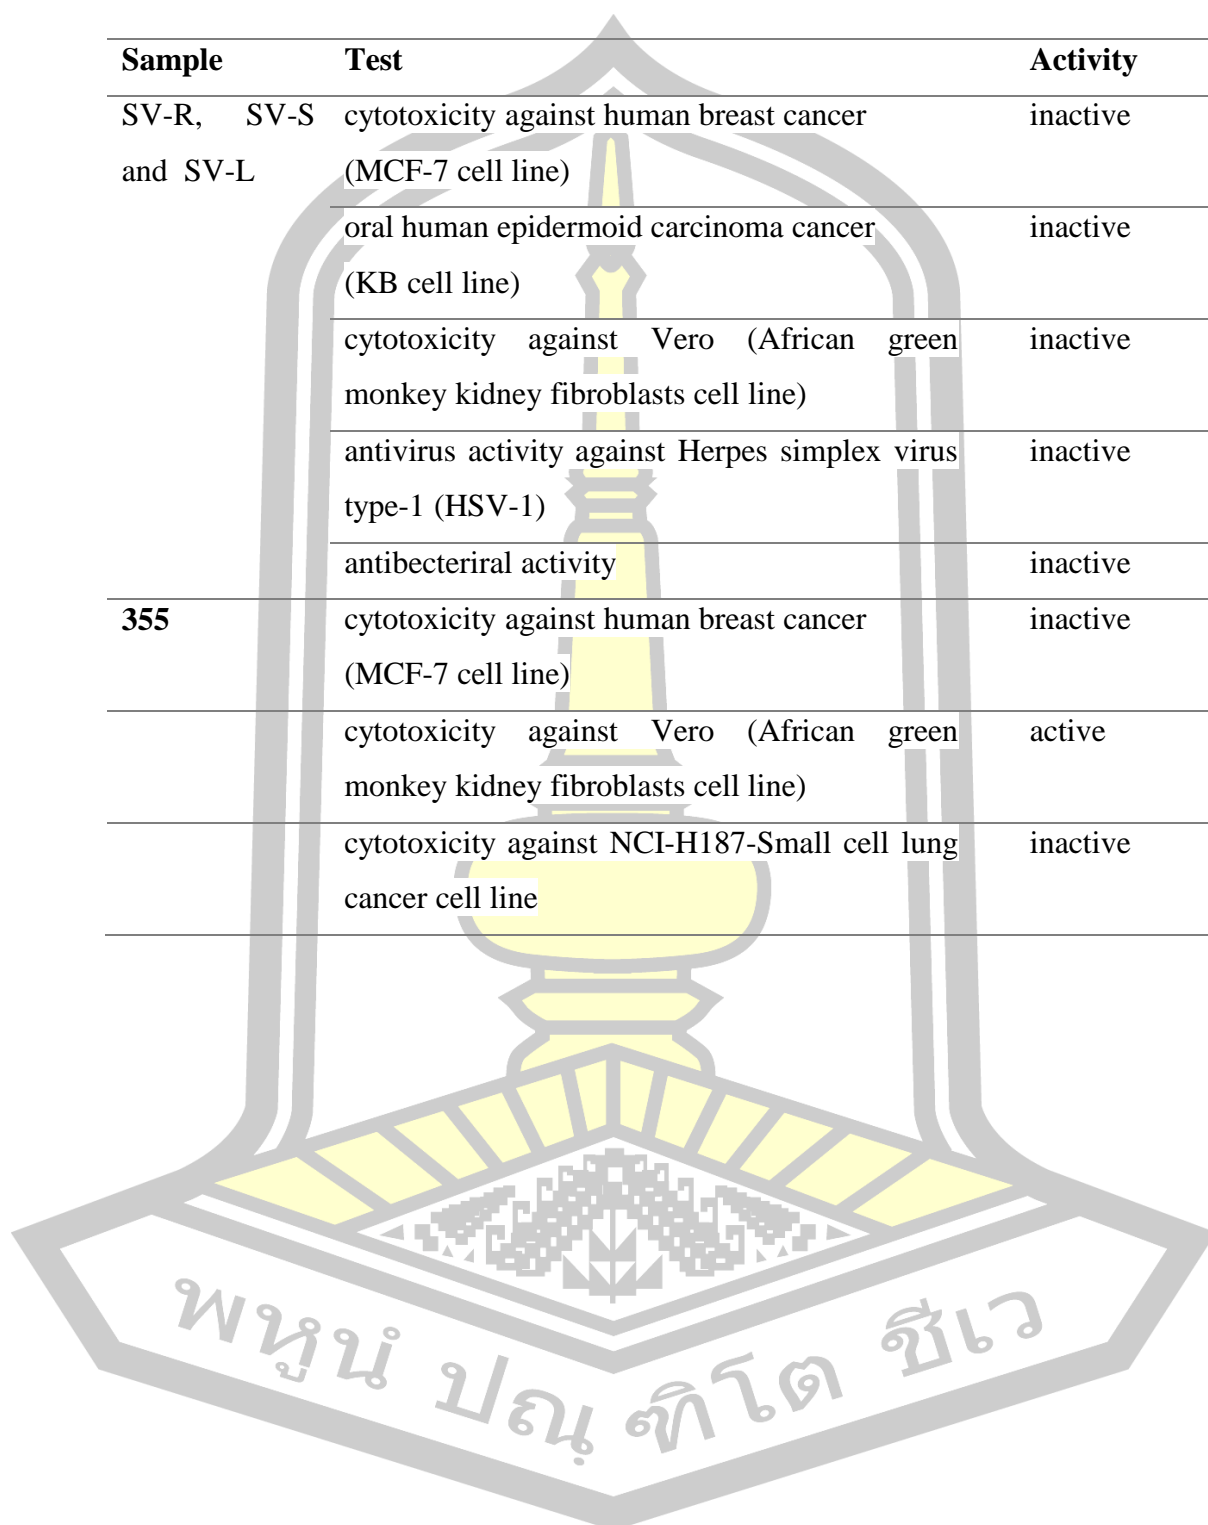 Sample Test Activity
SV-R, SV-S cytotoxicity against human breast cancer inactive
and SV-L (MCF-7 cell line)
oral human epidermoid carcinoma cancer inactive
(KB cell line)
cytotoxicity against Vero (African green inactive
monkey kidney fibroblasts cell line)
antivirus activity against Herpes simplex virus inactive
type-1 (HSV-1)
antibecteriral activity inactive
355 cytotoxicity against human breast cancer inactive
(MCF-7 cell line)
cytotoxicity against Vero (African green active
monkey kidney fibroblasts cell line)
cytotoxicity against NCI-H187-Small cell lung inactive
cancer cell line
พหูนํ ปณฺฑิโต ชีเว